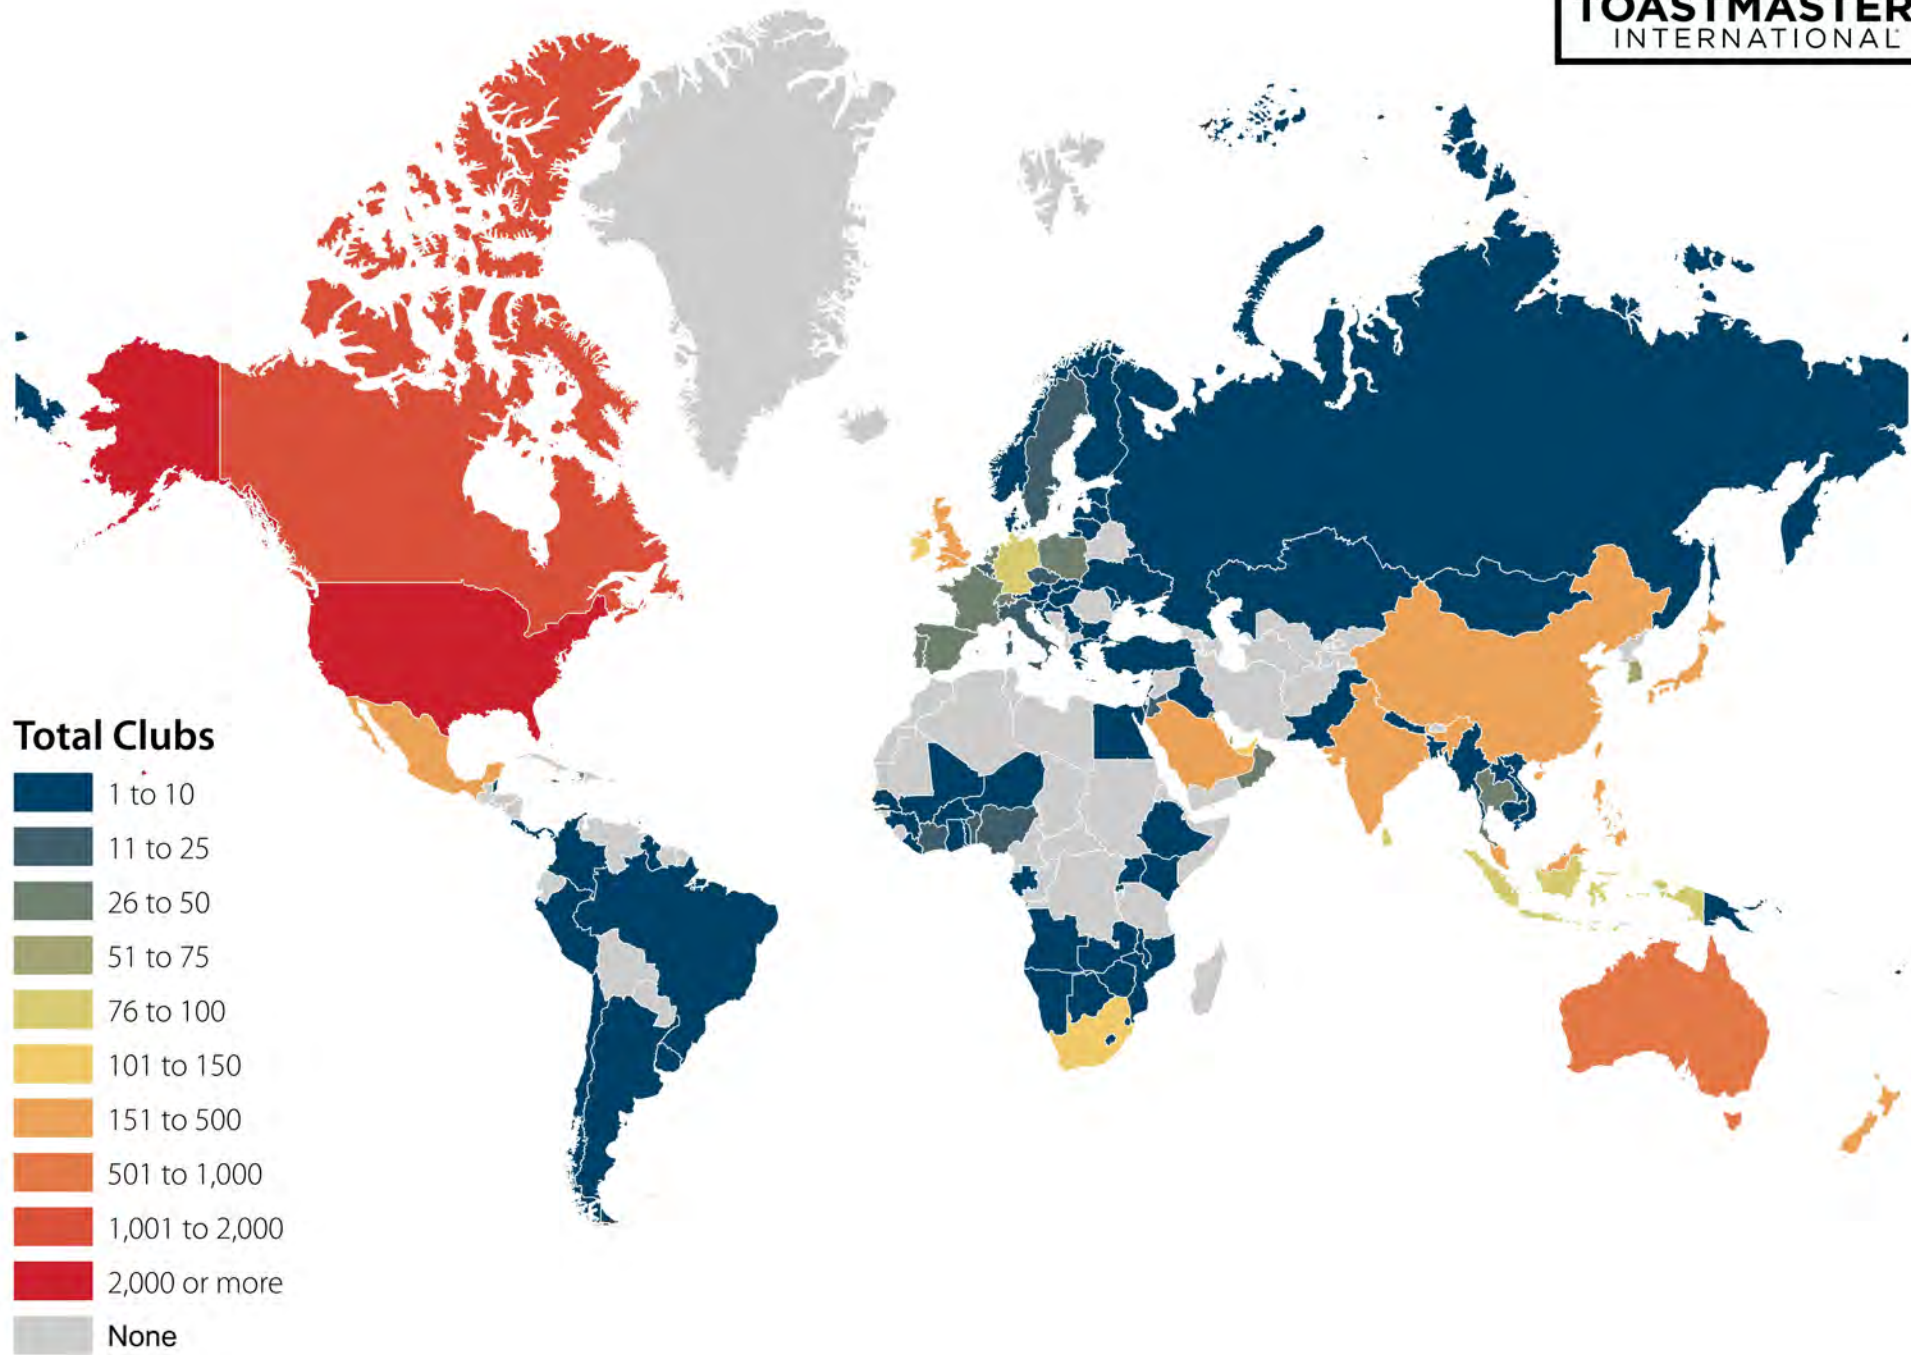 TOASTMASTER
INTERNATIONAL
Total Clubs
1 to 10
11 to 25
26 to 50
51 to 75
76 to 100
101 to 150
151 to 500
501 to 1,000
1,001 to 2,000
2,000 or more
None